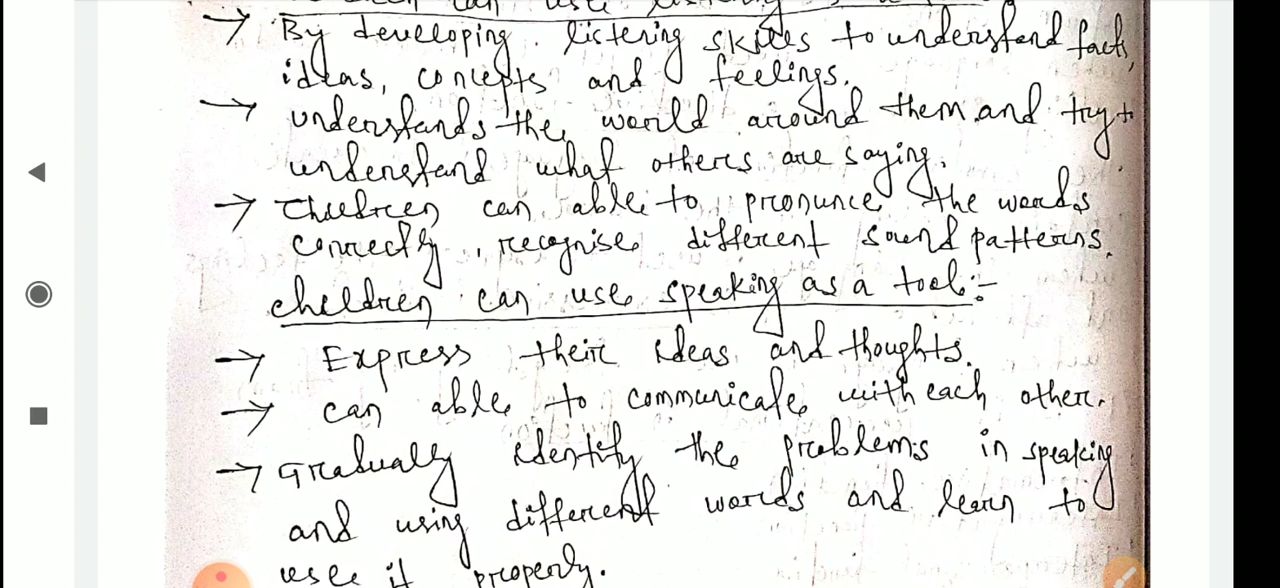 can use
→ By developing listering skills to understand facts,
ideas, concepts and feelings.
→ understands the world around them and try to
understand what others are saying.
→ children can able to pronunce the words
correctly, recognise different sound patterns.
children can use speaking as a tool:-
→ Express their ideas and thoughts.
→ can able to communicate with each other.
→ Gradually identify the problems in speaking
and using different words and learn to
use it properly.